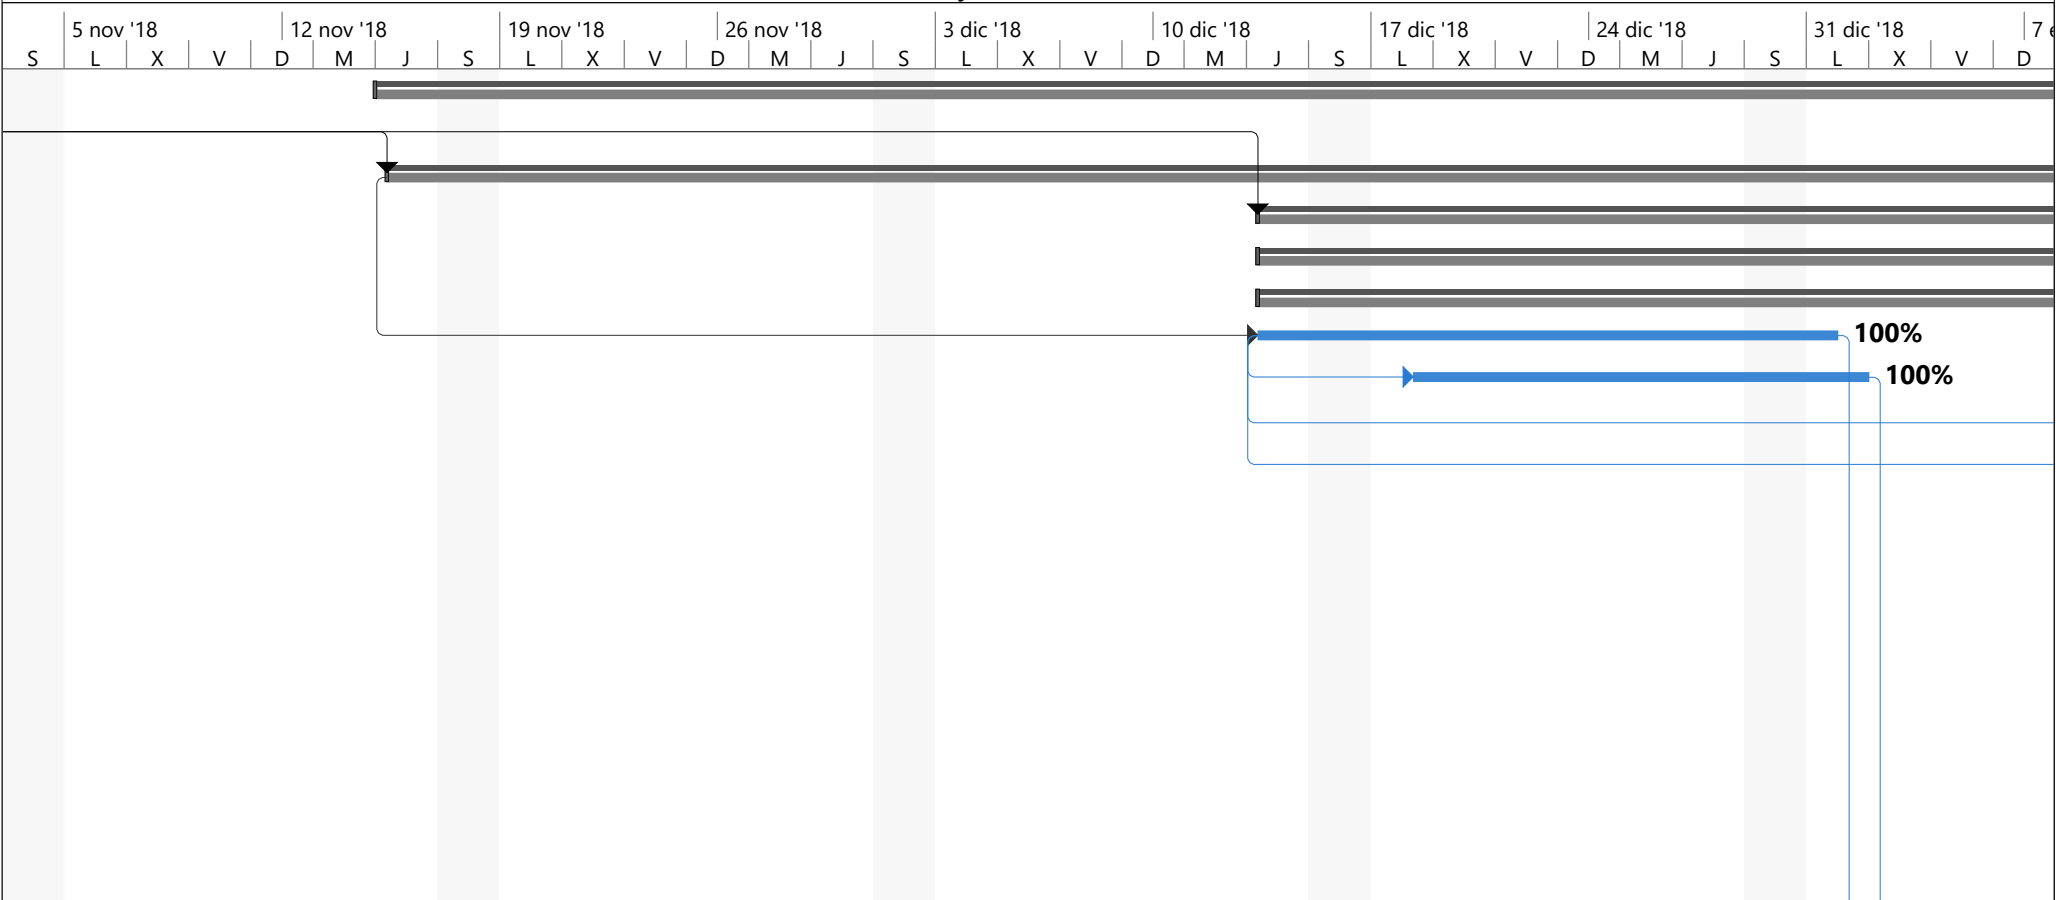 5 nov '18 12 nov '18 19 nov '18 26 nov '18 3 dic '18 10 dic '18 17 dic '18 24 dic '18 31 dic '18 7
S L X V D M J S L X V D M J S L X V D M J S L X V D M J S L X V D
100%
100%